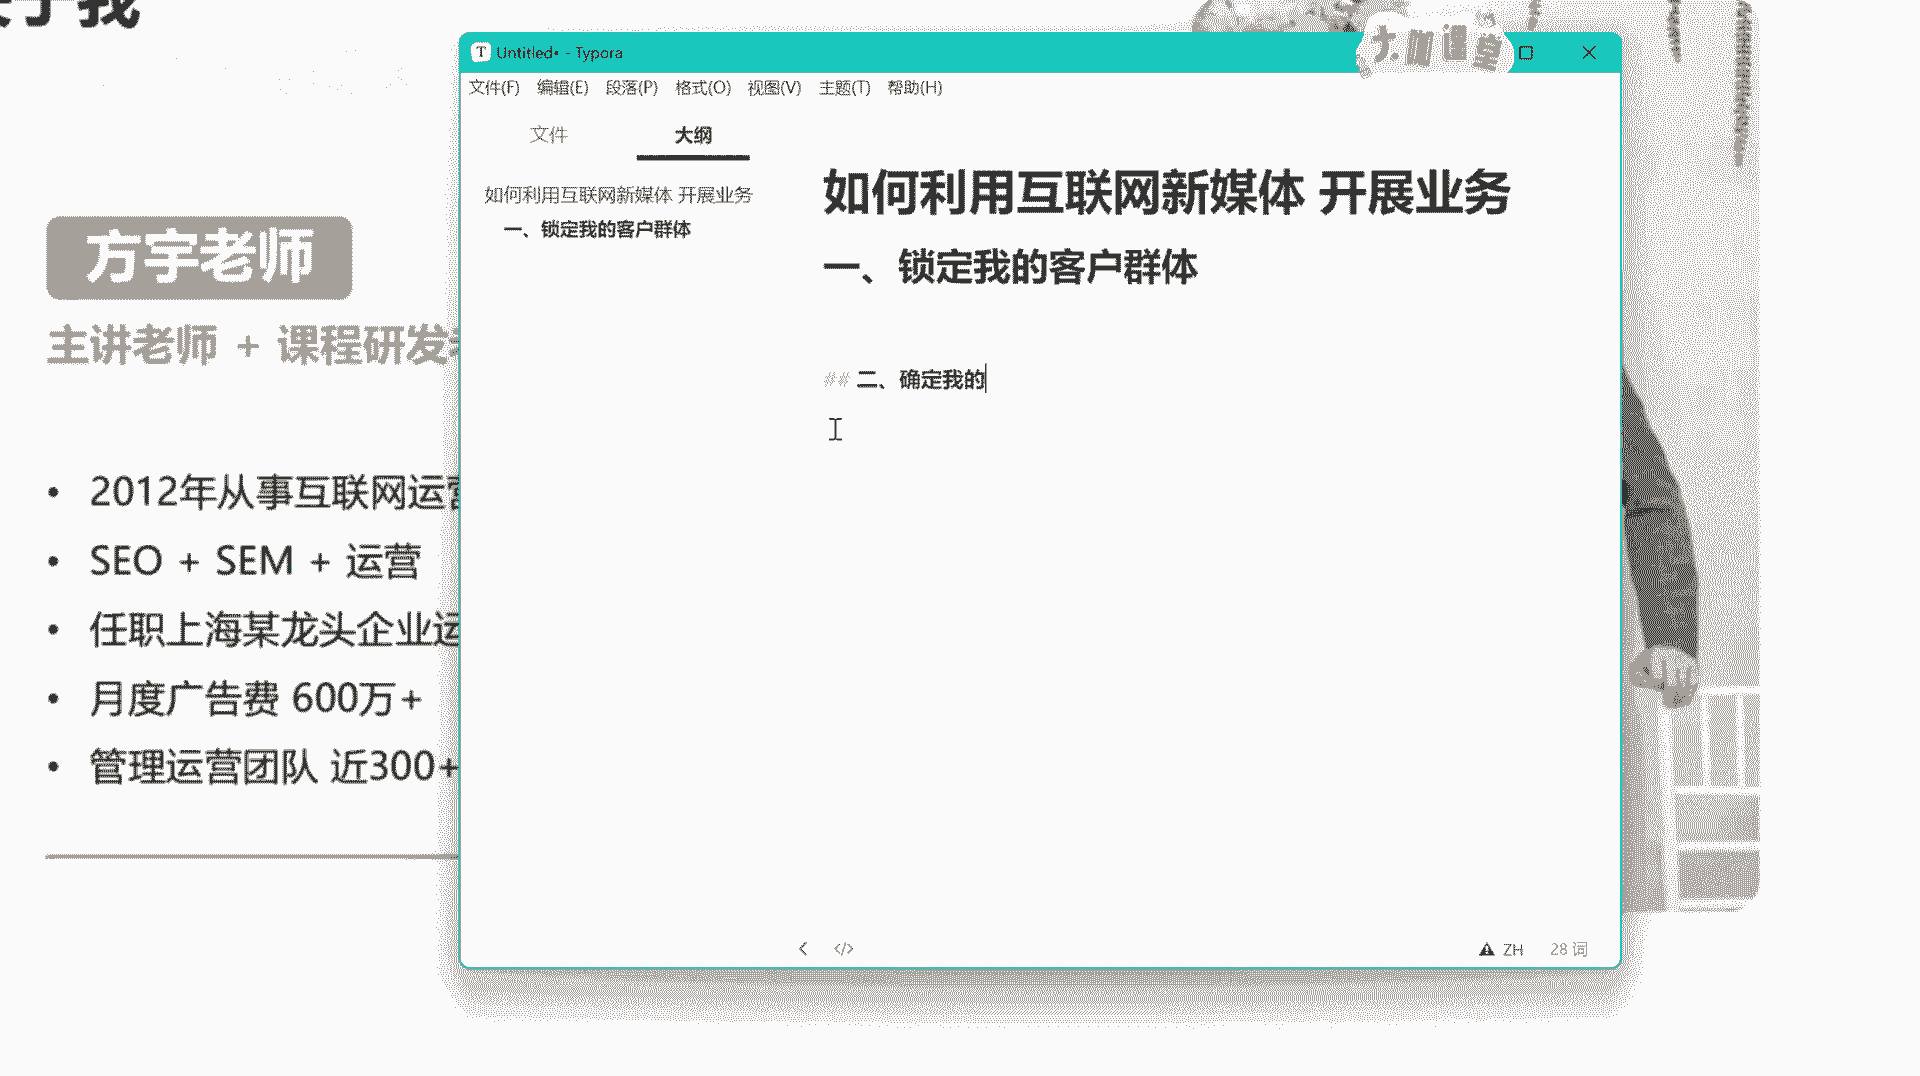 方宇老师
主讲老师 + 课程研发
2012年从事互联网运营
SEO + SEM + 运营
任职上海某龙头企业运
月度广告费 600万+
管理运营团队 近300+
Untitled• - Typora
大咖课堂
文件(F) 编辑(E) 段落(P) 格式(O) 视图(V) 主题(T) 帮助(H)
文件 大纲
如何利用互联网新媒体 开展业务
一、锁定我的客户群体
如何利用互联网新媒体 开展业务
一、锁定我的客户群体
## 二、确定我的
</> ZH 28 词